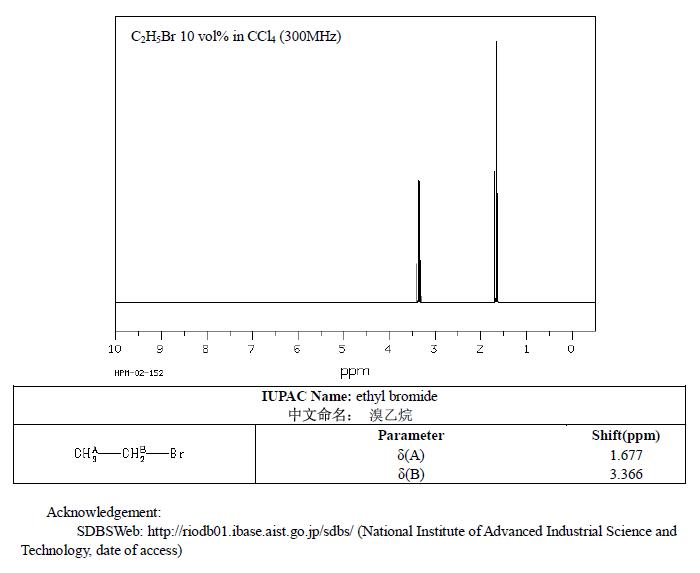 C₂H₅Br 10 vol% in CCl₄ (300MHz)
10 9 8 7 6 5 4 3 2 1 0
HPM-02-152
ppm
IUPAC Name: ethyl bromide
中文命名： 溴乙烷
Parameter Shift(ppm)
CH₃ᴬ—CH₂ᴮ—Br
δ(A) 1.677
δ(B) 3.366
Acknowledgement:
SDBSWeb: http://riodb01.ibase.aist.go.jp/sdbs/ (National Institute of Advanced Industrial Science and
Technology, date of access)